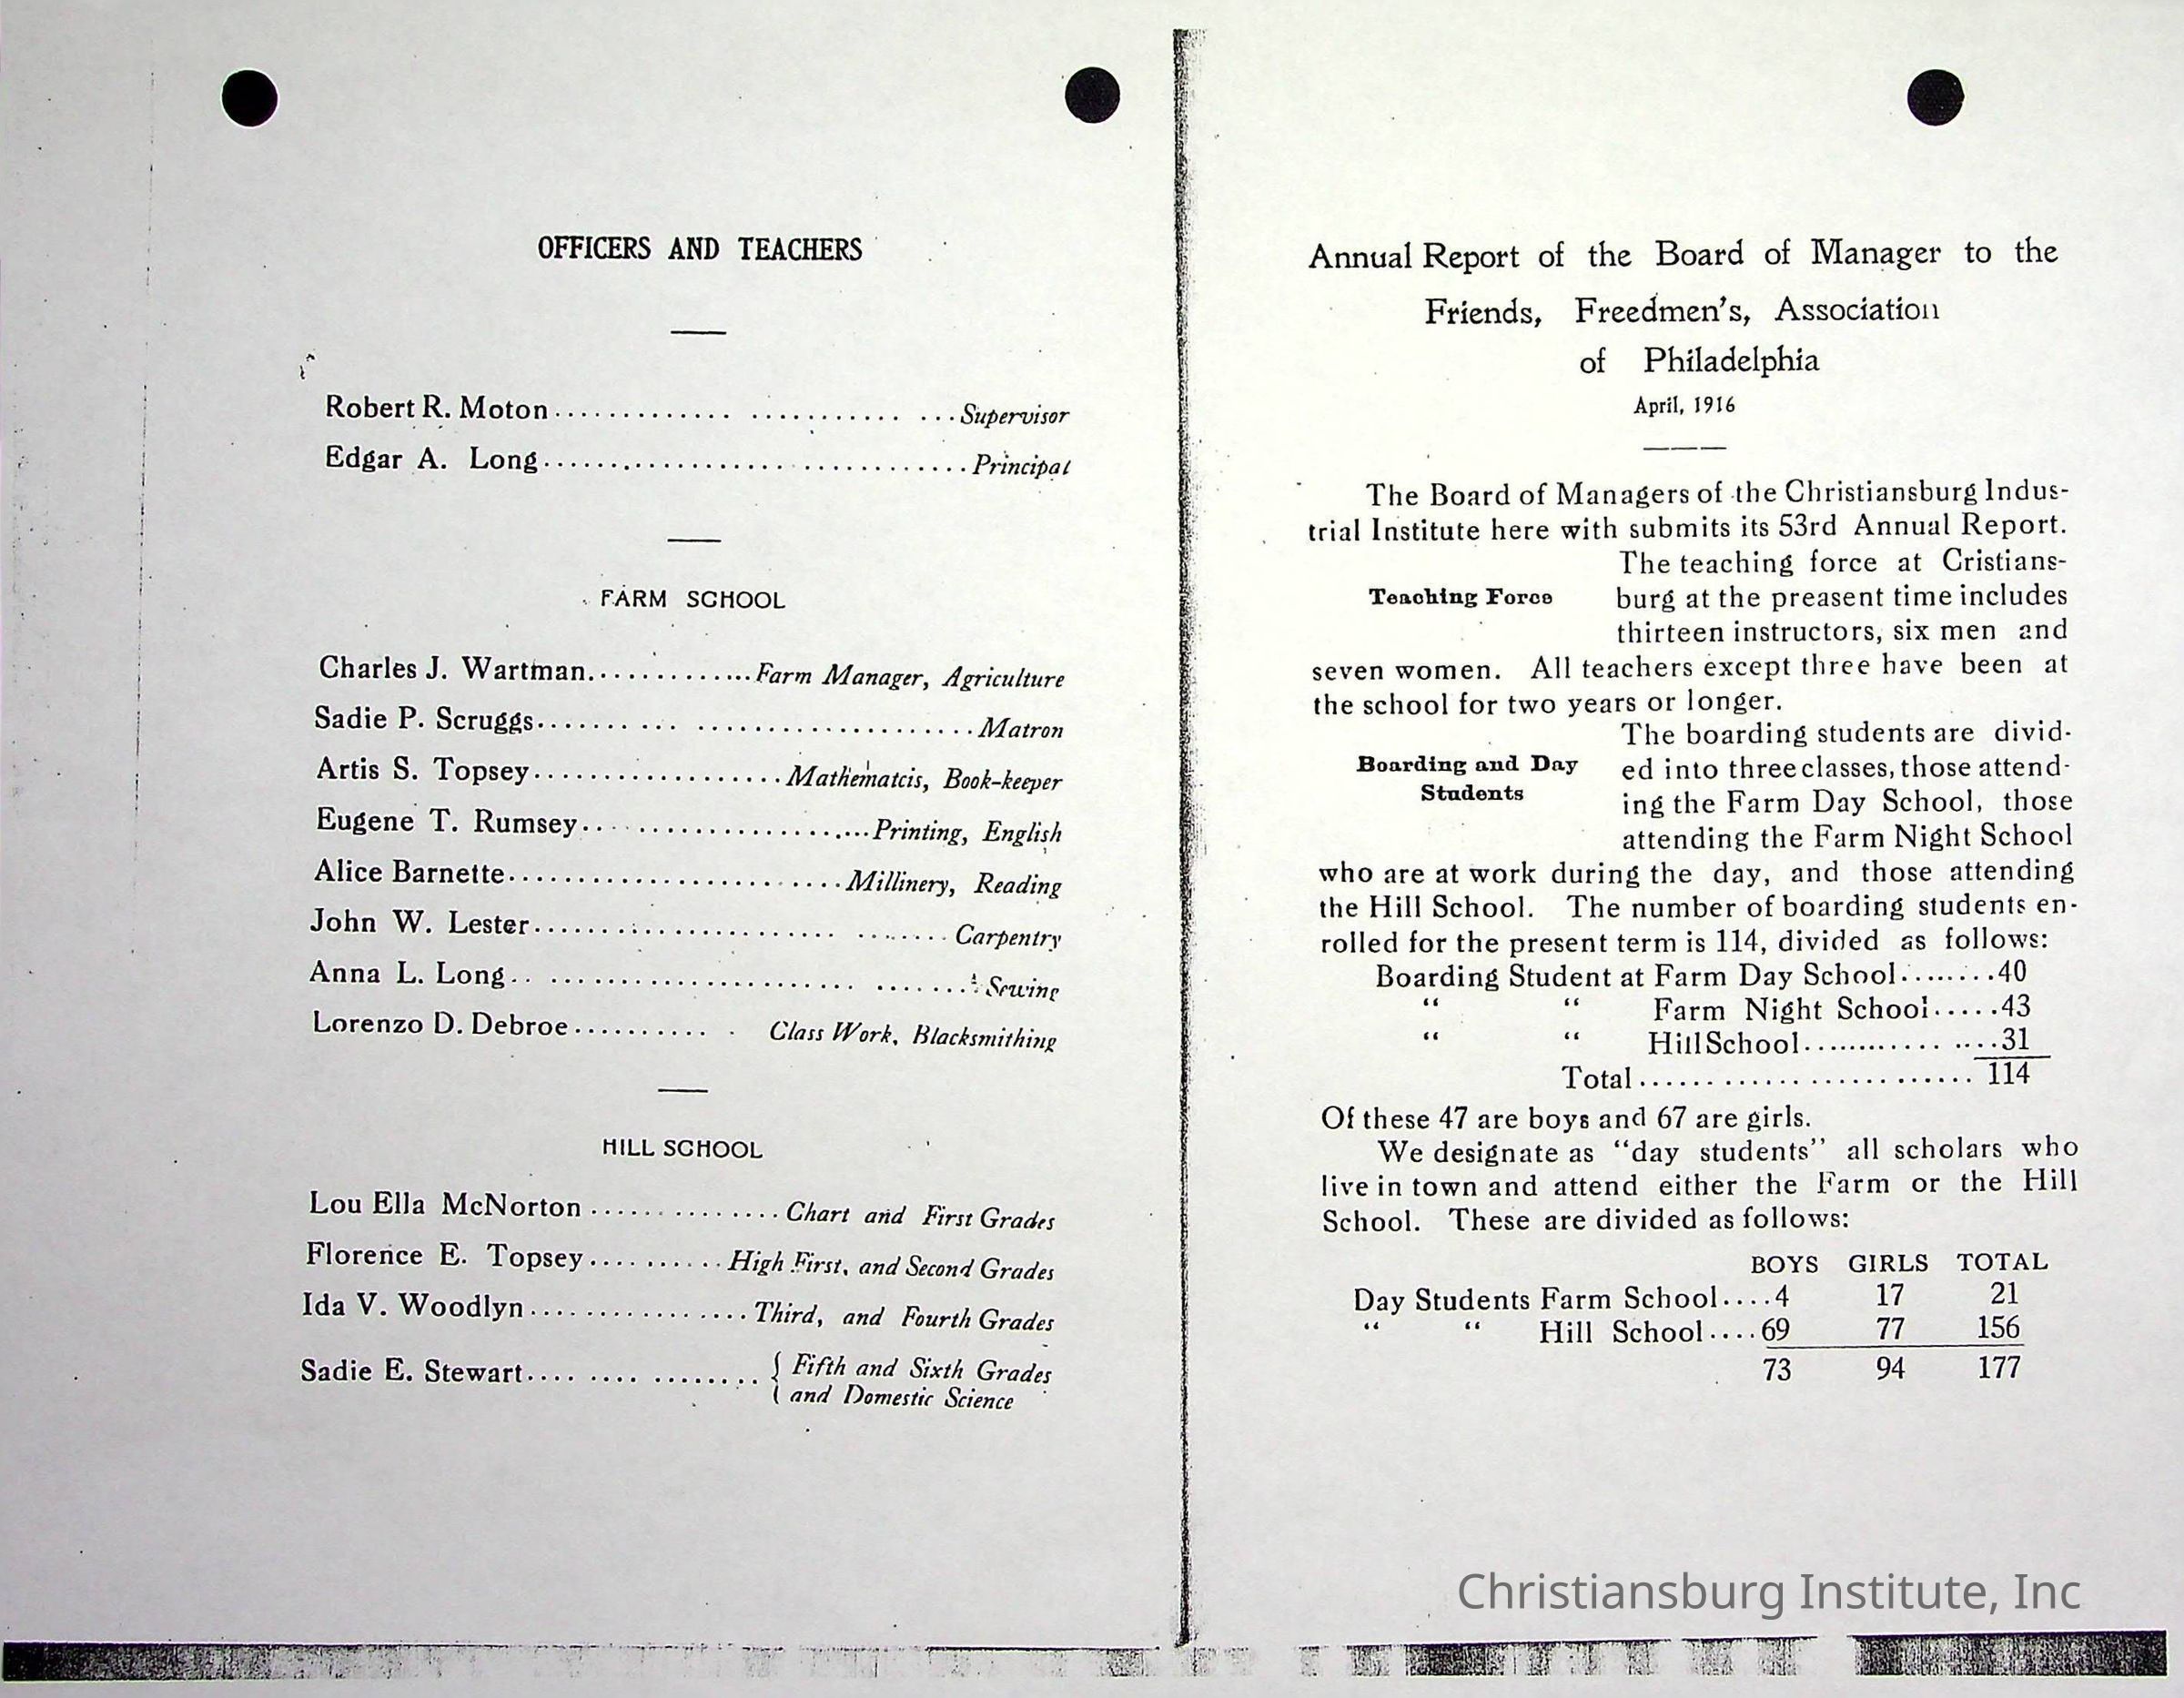 OFFICERS AND TEACHERS
Robert R. Moton............. ........... ...Supervisor
Edgar A. Long...............................Principal
FARM SCHOOL
Charles J. Wartman.............Farm Manager, Agriculture
Sadie P. Scruggs.......... ....................Matron
Artis S. Topsey..................Mathematcis, Book-keeper
Eugene T. Rumsey.......................Printing, English
Alice Barnette........................Millinery, Reading
John W. Lester....................... .......Carpentry
Anna L. Long.. ...................... .......Sewing
Lorenzo D. Debroe.......... . Class Work, Blacksmithing
HILL SCHOOL
Lou Ella McNorton..............Chart and First Grades
Florence E. Topsey..........High First, and Second Grades
Ida V. Woodlyn................Third, and Fourth Grades
Sadie E. Stewart.... .... ........{ Fifth and Sixth Grades
and Domestic Science
Annual Report of the Board of Manager to the
Friends, Freedmen's, Association
of Philadelphia
April, 1916
The Board of Managers of the Christiansburg Indus-
trial Institute here with submits its 53rd Annual Report.
The teaching force at Cristians-
Teaching Force burg at the preasent time includes
thirteen instructors, six men and
seven women. All teachers except three have been at
the school for two years or longer.
The boarding students are divid-
Boarding and Day ed into three classes, those attend-
Students ing the Farm Day School, those
attending the Farm Night School
who are at work during the day, and those attending
the Hill School. The number of boarding students en-
rolled for the present term is 114, divided as follows:
Boarding Student at Farm Day School........40
“ “ Farm Night School.....43
“ “ Hill School............ ....31
Total........................ 114
Of these 47 are boys and 67 are girls.
We designate as “day students” all scholars who
live in town and attend either the Farm or the Hill
School. These are divided as follows:
BOYS GIRLS TOTAL
Day Students Farm School....4 17 21
“ “ Hill School....69 77 156
73 94 177
Christiansburg Institute, Inc